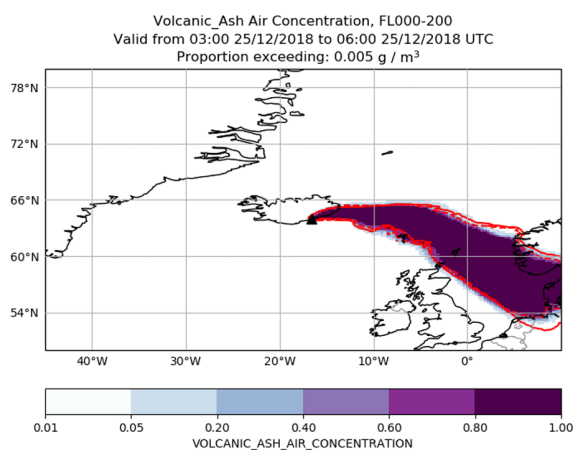 Volcanic_Ash Air Concentration, FL000-200
Valid from 03:00 25/12/2018 to 06:00 25/12/2018 UTC
Proportion exceeding: 0.005 g / m³
78°N
72°N
66°N
60°N
54°N
40°W 30°W 20°W 10°W 0°
0.01 0.05 0.20 0.40 0.60 0.80 1.00
VOLCANIC_ASH_AIR_CONCENTRATION